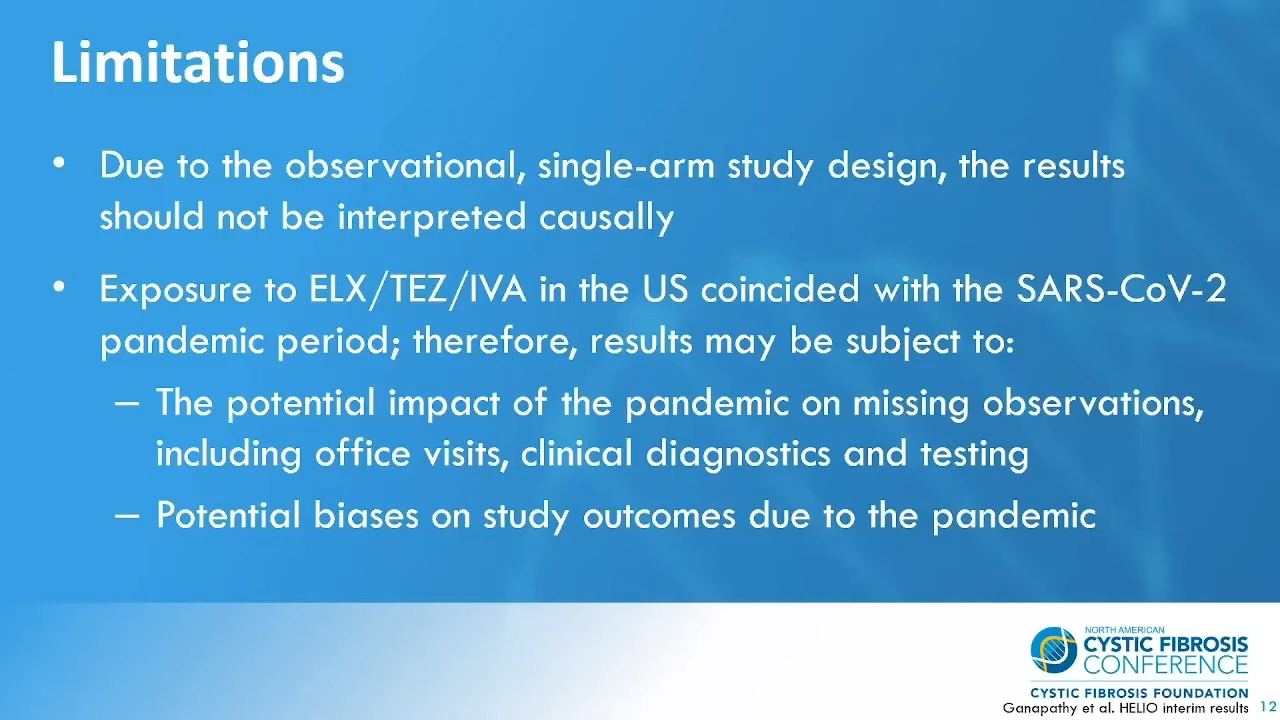 Limitations
• Due to the observational, single-arm study design, the results
should not be interpreted causally
• Exposure to ELX/TEZ/IVA in the US coincided with the SARS-CoV-2
pandemic period; therefore, results may be subject to:
– The potential impact of the pandemic on missing observations,
including office visits, clinical diagnostics and testing
– Potential biases on study outcomes due to the pandemic
NORTH AMERICAN
CYSTIC FIBROSIS
CONFERENCE
CYSTIC FIBROSIS FOUNDATION
Ganapathy et al. HELIO interim results 12